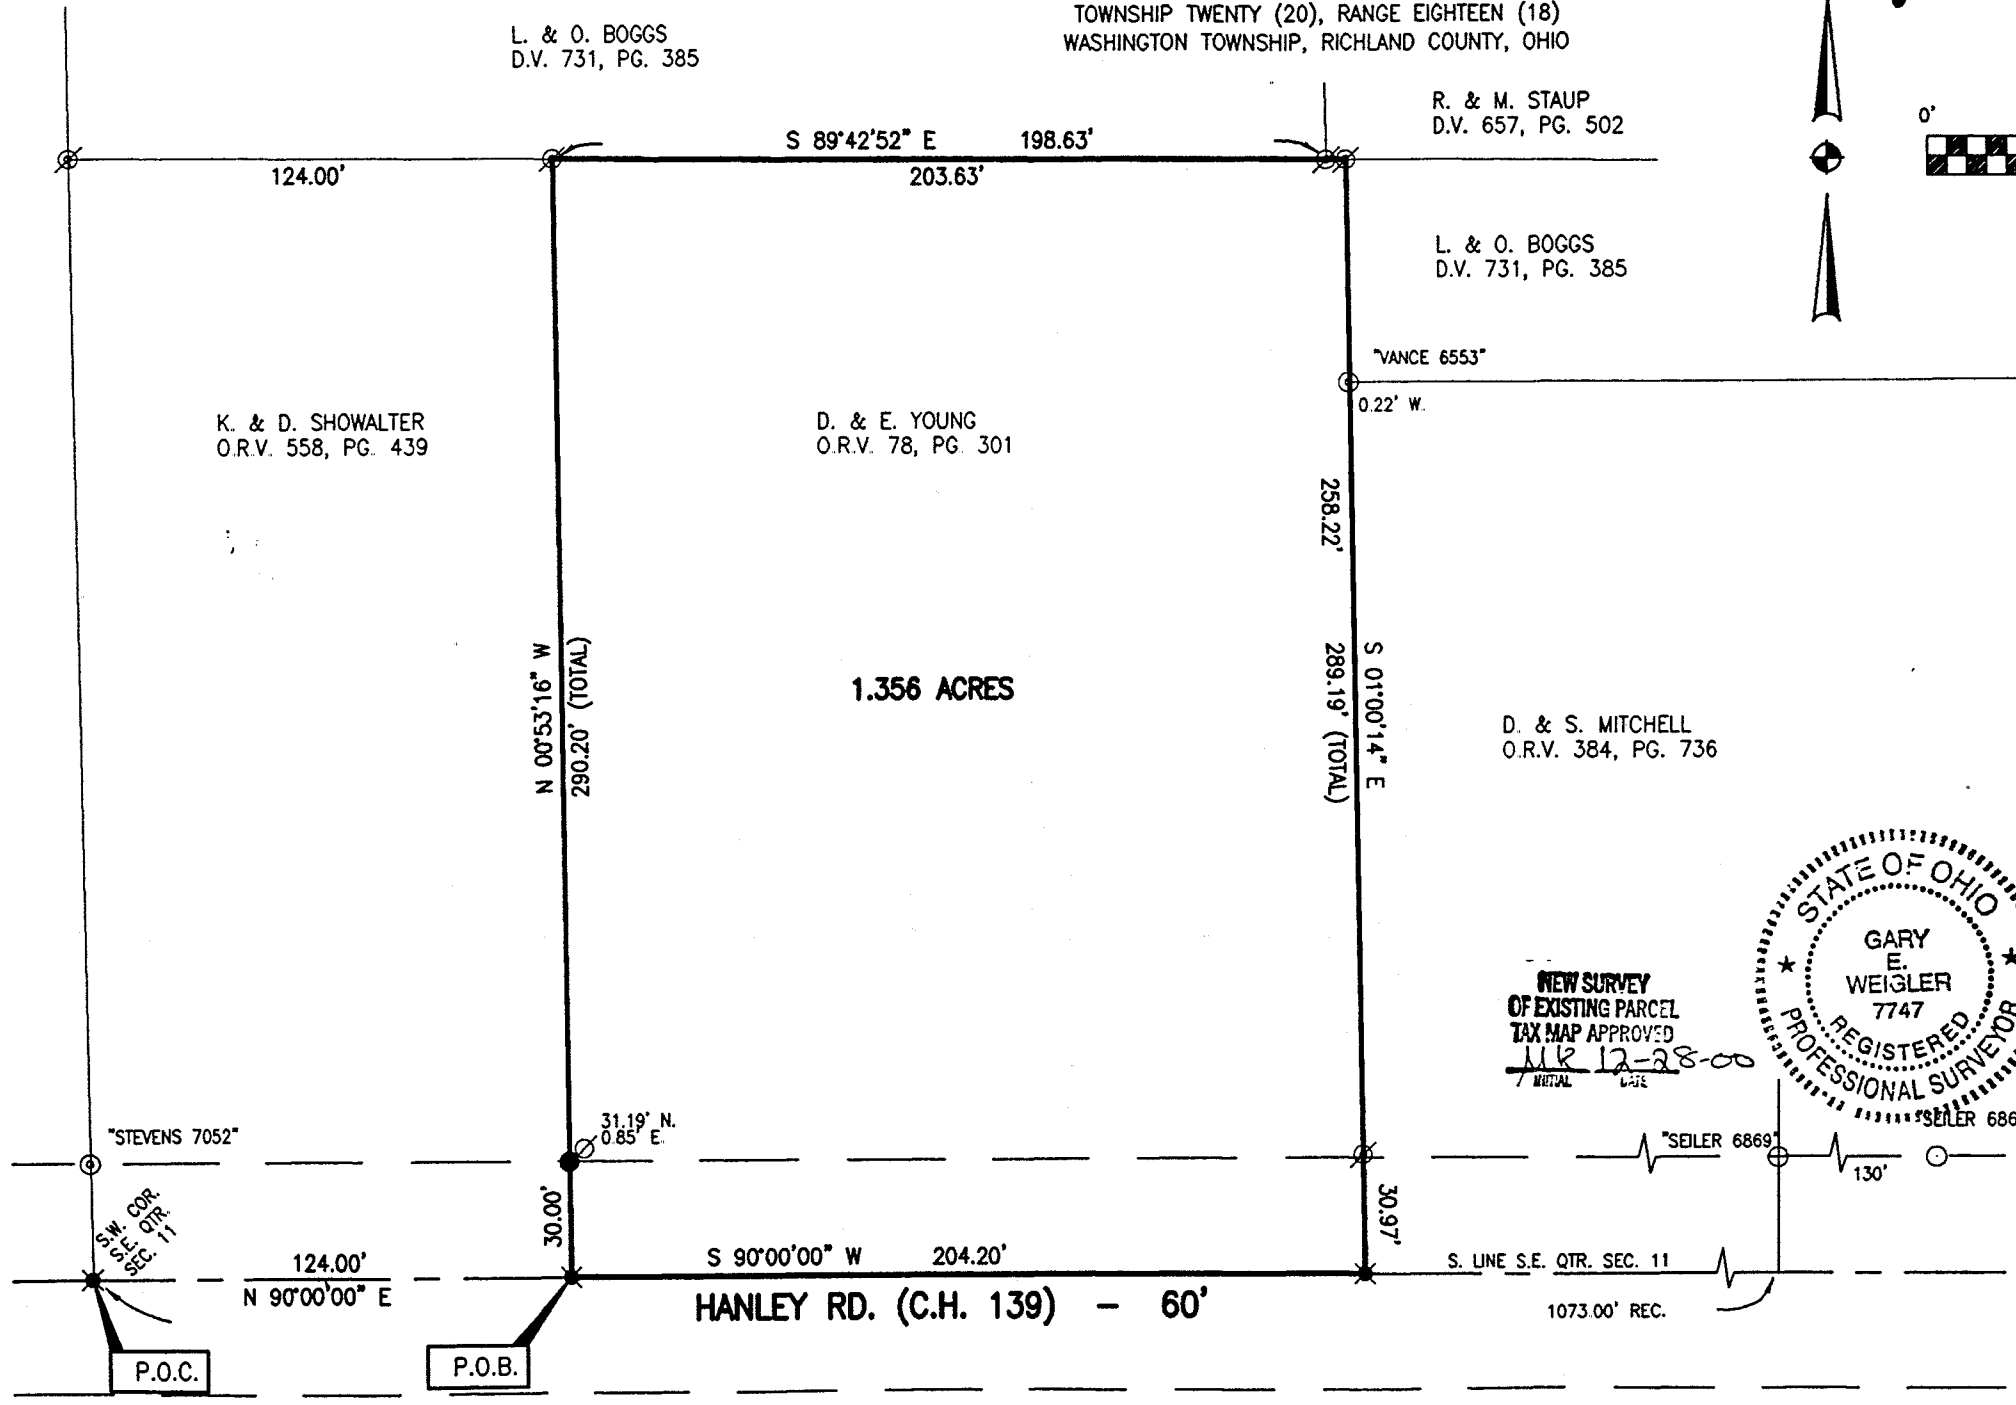 TOWNSHIP TWENTY (20), RANGE EIGHTEEN (18)
WASHINGTON TOWNSHIP, RICHLAND COUNTY, OHIO
L. & O. BOGGS
D.V. 731, PG. 385
R. & M. STAUP
D.V. 657, PG. 502
0'
S 89°42'52" E 198.63'
124.00'
203.63'
L. & O. BOGGS
D.V. 731, PG. 385
"VANCE 6553"
0.22' W.
K. & D. SHOWALTER
O.R.V. 558, PG. 439
D. & E. YOUNG
O.R.V. 78, PG. 301
258.22'
N 00°53'16" W
290.20' (TOTAL)
1.356 ACRES
S 01°00'14" E
289.19' (TOTAL)
D. & S. MITCHELL
O.R.V. 384, PG. 736
STATE OF OHIO
GARY
E.
WEIGLER
7747
REGISTERED
PROFESSIONAL SURVEYOR
NEW SURVEY
OF EXISTING PARCEL
TAX MAP APPROVED
MR 12-28-00
INITIAL DATE
"STEVENS 7052"
31.19' N.
0.85' E.
"SEILER 6869"
"SEILER 686
130'
S.W. COR.
S.E. QTR.
SEC. 11
30.00'
30.97'
124.00'
N 90°00'00" E
S 90°00'00" W 204.20'
S. LINE S.E. QTR. SEC. 11
HANLEY RD. (C.H. 139) - 60'
1073.00' REC.
P.O.C.
P.O.B.